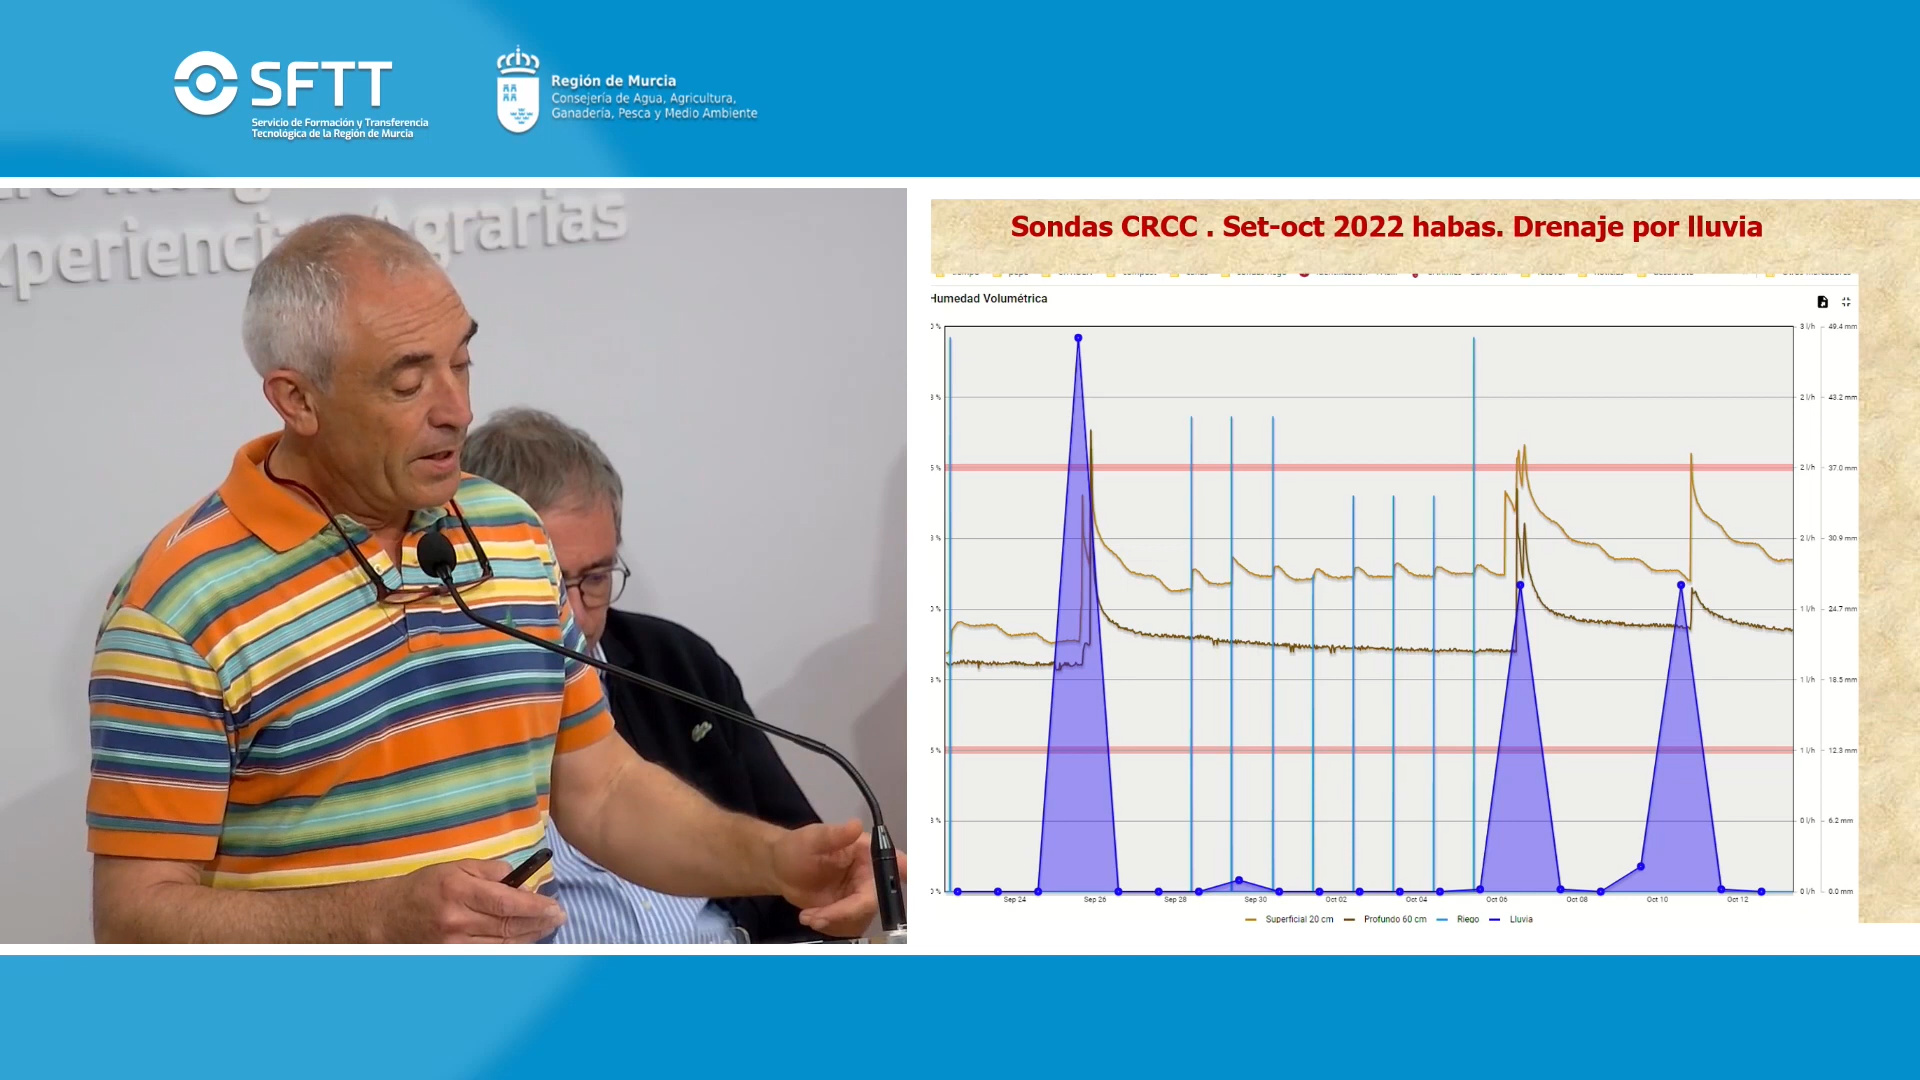 SFTT
Servicio de Formación y Transferencia
Tecnológica de la Región de Murcia
Región de Murcia
Consejería de Agua, Agricultura,
Ganadería, Pesca y Medio Ambiente
xperiencias Agrarias
Sondas CRCC . Set-oct 2022 habas. Drenaje por lluvia
Humedad Volumétrica
3 l/h 49.4 mm
2 l/h 43.2 mm
2 l/h 37.0 mm
2 l/h 30.9 mm
1 l/h 24.7 mm
1 l/h 18.5 mm
1 l/h 12.3 mm
0 l/h 6.2 mm
0 l/h 0.0 mm
Sep 24 Sep 26 Sep 28 Sep 30 Oct 02 Oct 04 Oct 06 Oct 08 Oct 10 Oct 12
Superficial 20 cm Profundo 60 cm Riego Lluvia